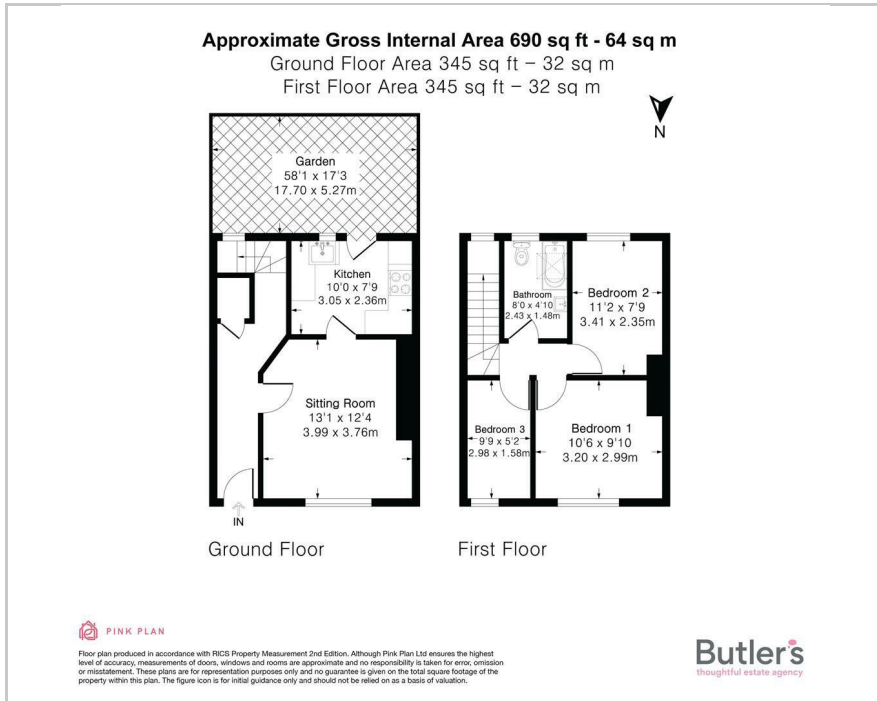 Approximate Gross Internal Area 690 sq ft - 64 sq m
Ground Floor Area 345 sq ft – 32 sq m
First Floor Area 345 sq ft – 32 sq m
N
Garden
58'1 x 17'3
17.70 x 5.27m
Kitchen
10'0 x 7'9
3.05 x 2.36m
Sitting Room
13'1 x 12'4
3.99 x 3.76m
IN
Ground Floor
Bathroom
8'0 x 4'10
2.43 x 1.48m
Bedroom 2
11'2 x 7'9
3.41 x 2.35m
Bedroom 3
9'9 x 5'2
2.98 x 1.58m
Bedroom 1
10'6 x 9'10
3.20 x 2.99m
First Floor
PINK PLAN
Floor plan produced in accordance with RICS Property Measurement 2nd Edition. Although Pink Plan Ltd ensures the highest
level of accuracy, measurements of doors, windows and rooms are approximate and no responsibility is taken for error, omission
or misstatement. These plans are for representation purposes only and no guarantee is given on the total square footage of the
property within this plan. The figure icon is for initial guidance only and should not be relied on as a basis of valuation.
Butler's
thoughtful estate agency